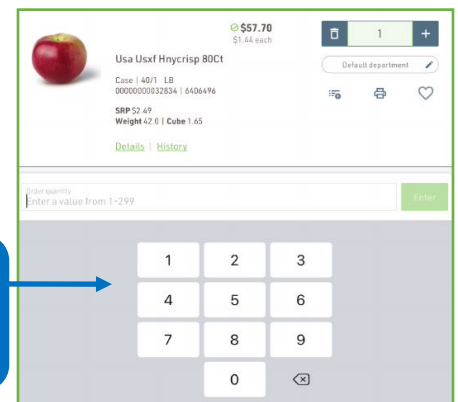 $57.70
$1.44 each
1
+
Usa Usxf Hnycrisp 80Ct
Default department
Case | 40/1 LB
00000000032834 | 6406496
SRP $2.49
Weight 42.0 | Cube 1.65
Details | History
Order quantity
Enter a value from 1-299
Enter
1 2 3
4 5 6
7 8 9
0